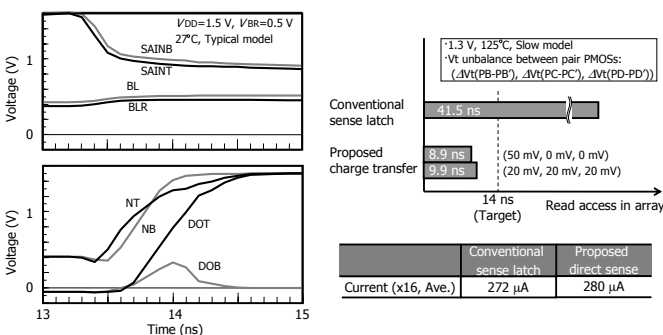 VDD=1.5 V, VBR=0.5 V
27°C, Typical model
SAINB
SAINT
BL
BLR
Voltage (V)
1
0
NT
NB
DOT
DOB
Voltage (V)
1
0
13
14
15
Time (ns)
·1.3 V, 125°C, Slow model
·Vt unbalance between pair PMOSs:
(ΔVt(PB-PB'), ΔVt(PC-PC'), ΔVt(PD-PD'))
Conventional
sense latch
41.5 ns
Proposed
charge transfer
8.9 ns
(50 mV, 0 mV, 0 mV)
9.9 ns
(20 mV, 20 mV, 20 mV)
14 ns
(Target)
Read access in array
Conventional
sense latch
Proposed
direct sense
Current (x16, Ave.)
272 μA
280 μA